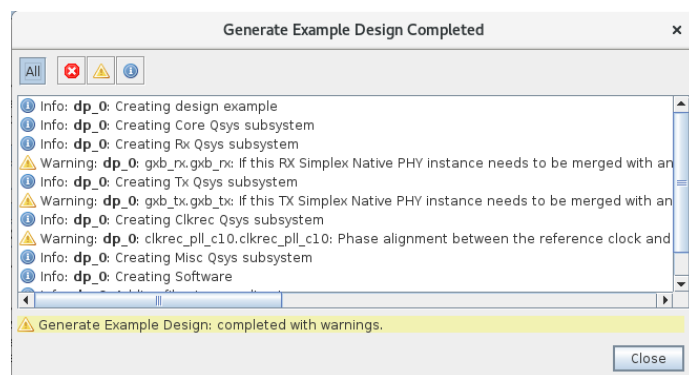 Generate Example Design Completed
All
Info: dp_0: Creating design example
Info: dp_0: Creating Core Qsys subsystem
Info: dp_0: Creating Rx Qsys subsystem
Warning: dp_0: gxb_rx.gxb_rx: If this RX Simplex Native PHY instance needs to be merged with an
Info: dp_0: Creating Tx Qsys subsystem
Warning: dp_0: gxb_tx.gxb_tx: If this TX Simplex Native PHY instance needs to be merged with an
Info: dp_0: Creating Clkrec Qsys subsystem
Warning: dp_0: clkrec_pll_c10.clkrec_pll_c10: Phase alignment between the reference clock and
Info: dp_0: Creating Misc Qsys subsystem
Info: dp_0: Creating Software
Generate Example Design: completed with warnings.
Close